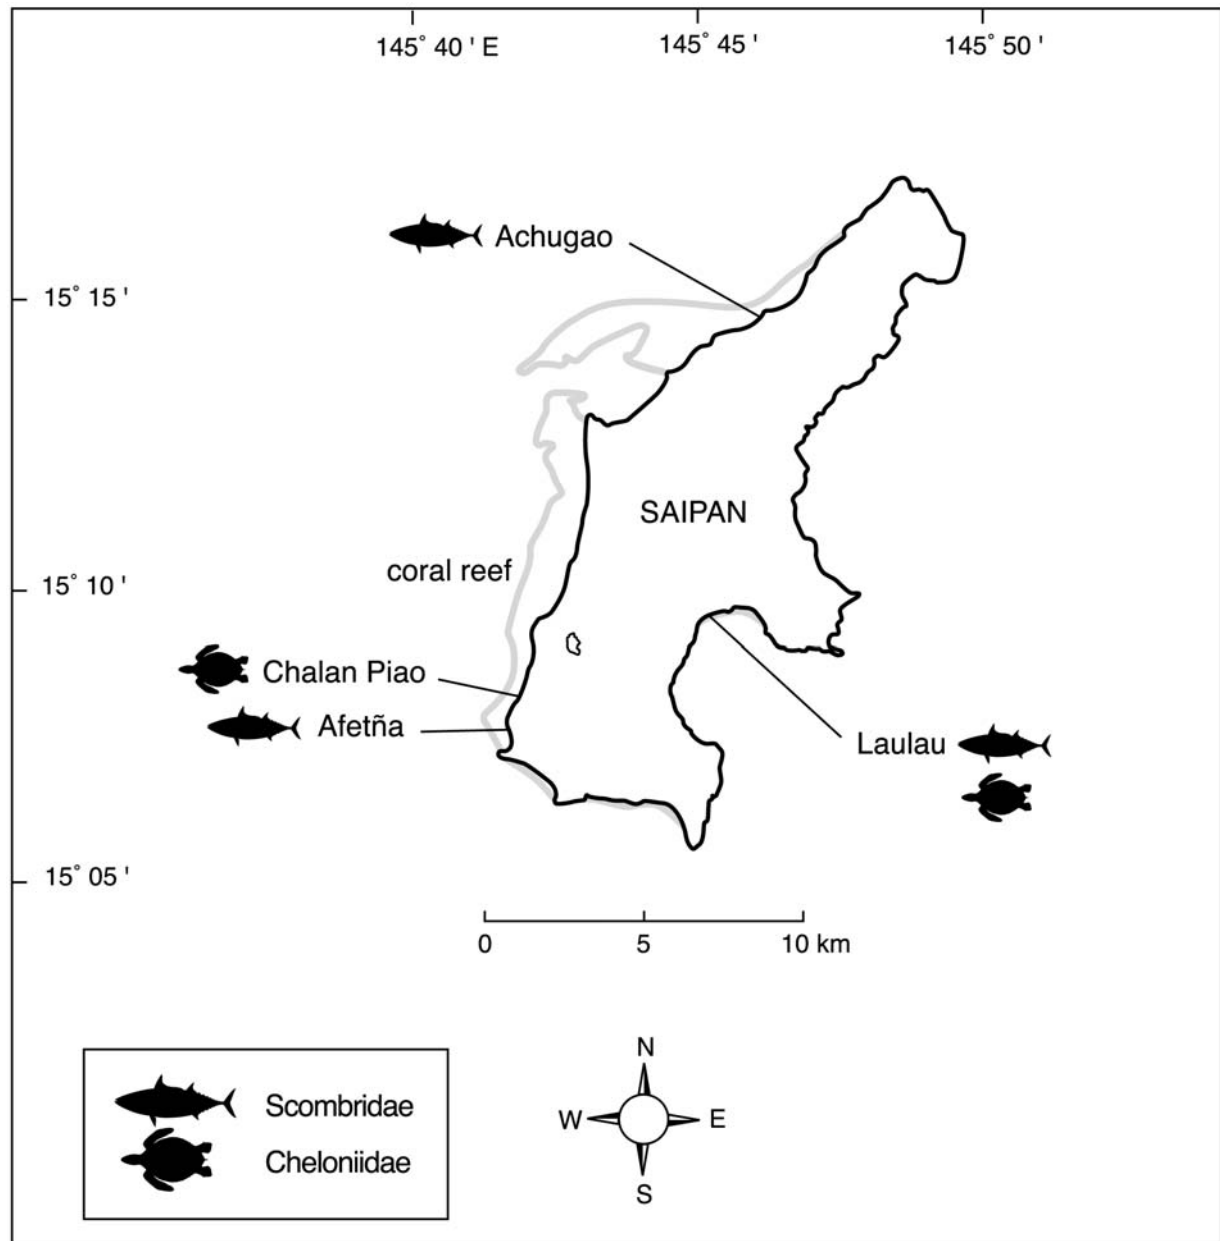 145° 40 ' E
145° 45 '
145° 50 '
Achugao
15° 15 '
SAIPAN
coral reef
15° 10 '
Chalan Piao
Afetña
Laulau
15° 05 '
0 5 10 km
N
W E
S
Scombridae
Cheloniidae